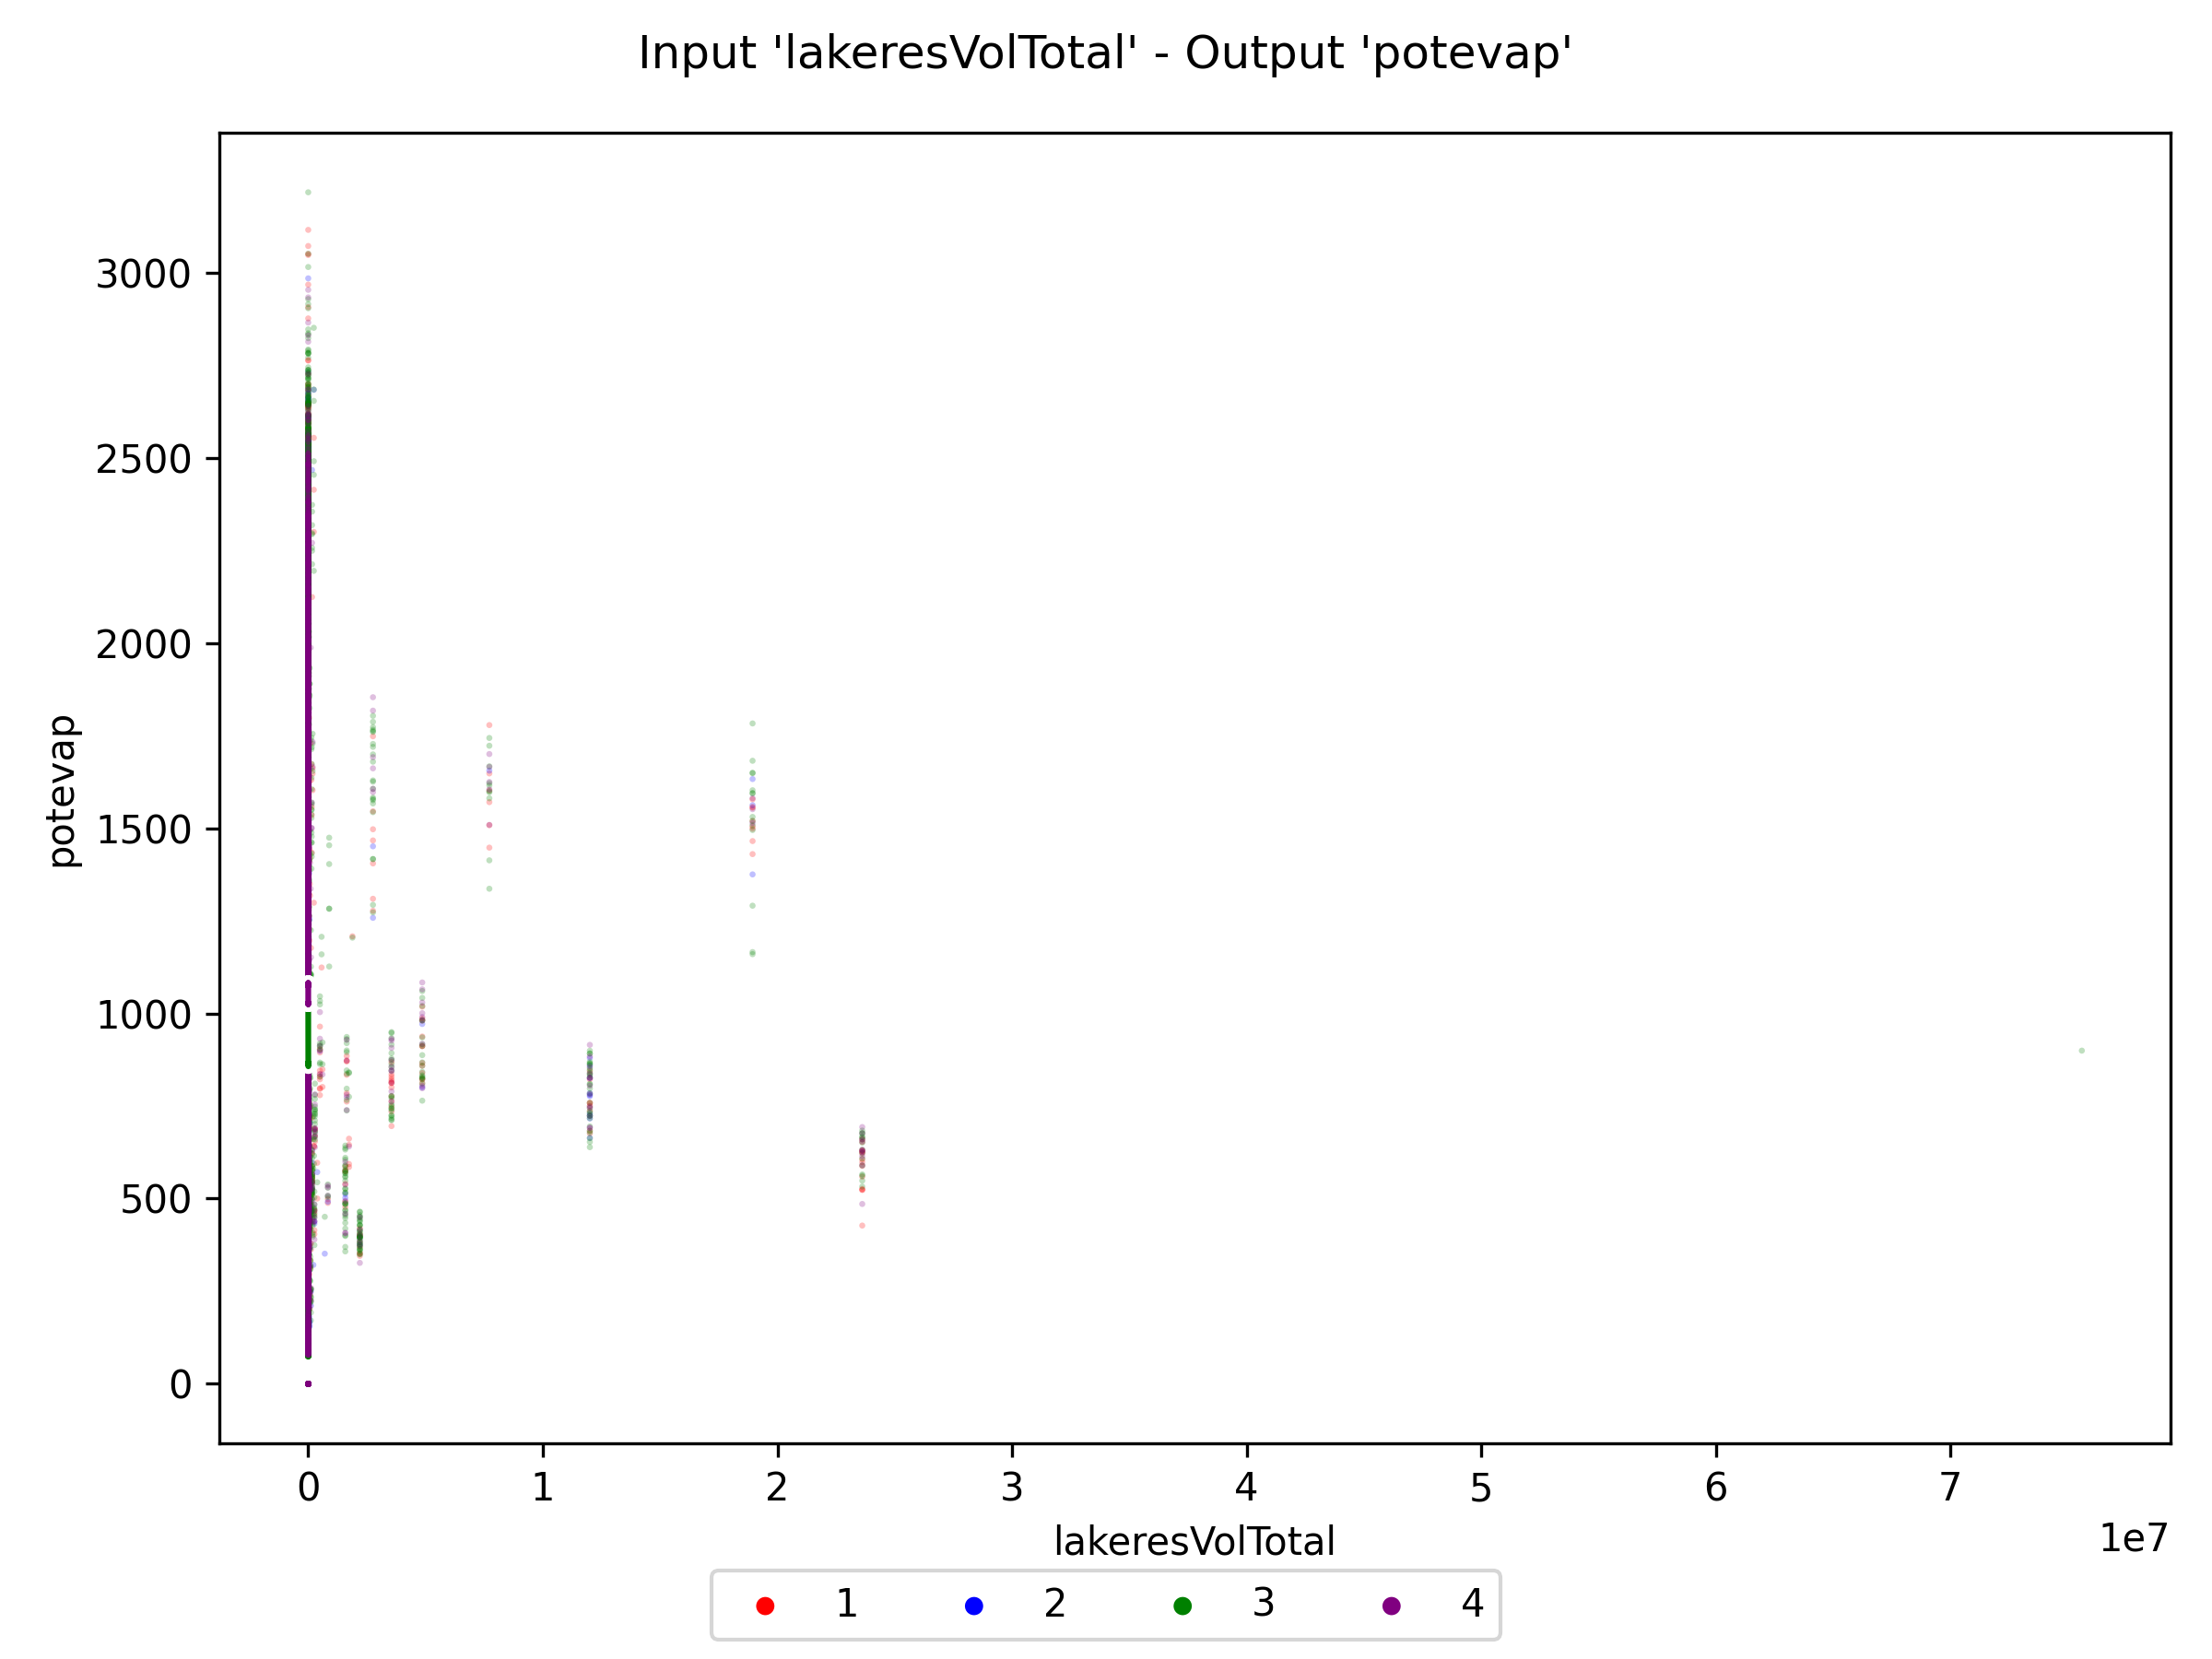 Input 'lakeresVolTotal' - Output 'potevap'
3000
2500
2000
1500
1000
500
0
potevap
0 1 2 3 4 5 6 7
1e7
lakeresVolTotal
1 2 3 4